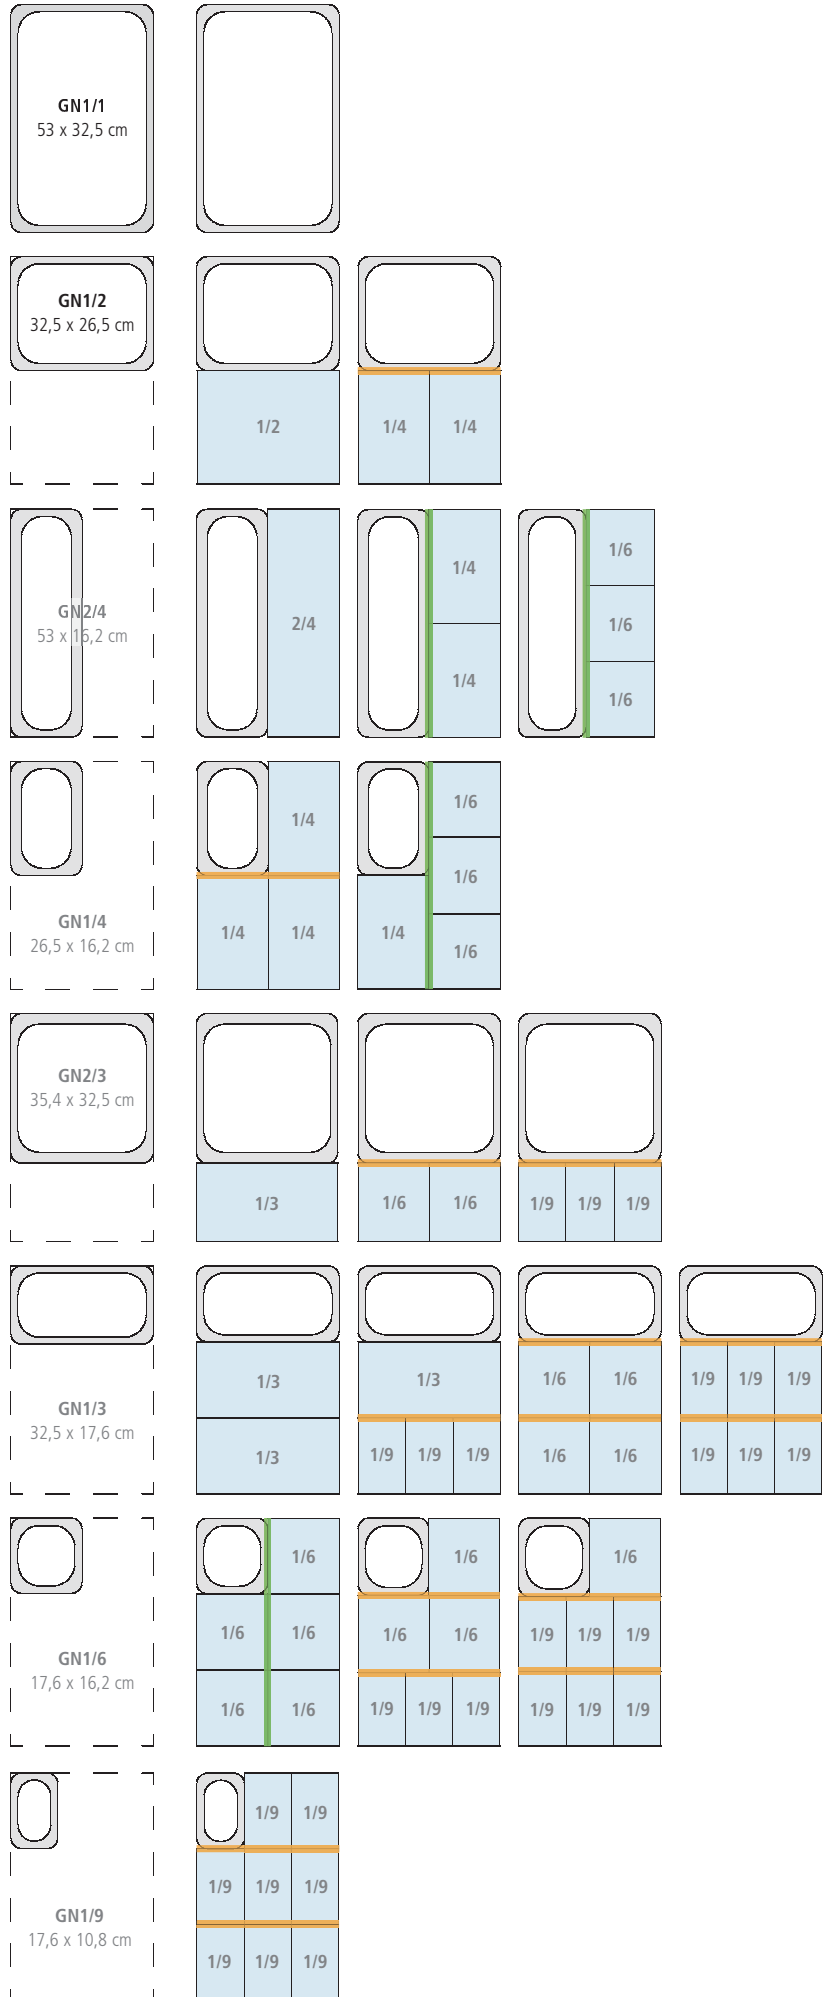 GN1/1
53 x 32,5 cm
GN1/2
32,5 x 26,5 cm
1/2
1/4 1/4
GN2/4
53 x 16,2 cm
2/4
1/4
1/4
1/6
1/6
1/6
GN1/4
26,5 x 16,2 cm
1/4
1/4 1/4
1/4
1/6
1/6
1/6
GN2/3
35,4 x 32,5 cm
1/3
1/6 1/6
1/9 1/9 1/9
GN1/3
32,5 x 17,6 cm
1/3
1/3
1/3
1/9 1/9 1/9
1/6 1/6
1/6 1/6
1/9 1/9 1/9
1/9 1/9 1/9
GN1/6
17,6 x 16,2 cm
1/6
1/6 1/6
1/6 1/6
1/6
1/6 1/6
1/9 1/9 1/9
1/6
1/9 1/9 1/9
1/9 1/9 1/9
GN1/9
17,6 x 10,8 cm
1/9 1/9
1/9 1/9 1/9
1/9 1/9 1/9